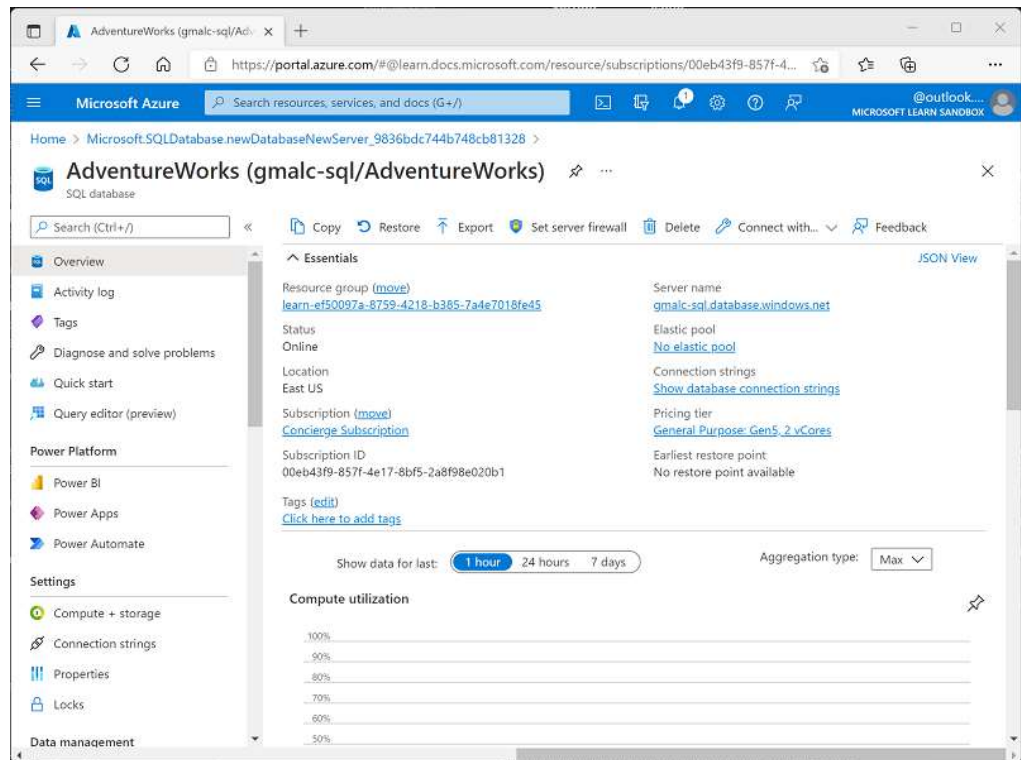 AdventureWorks (gmalc-sql/Adv
https://portal.azure.com/#@learn.docs.microsoft.com/resource/subscriptions/00eb43f9-857f-4...
Microsoft Azure
Search resources, services, and docs (G+/)
1
@outlook....
MICROSOFT LEARN SANDBOX
Home > Microsoft.SQLDatabase.newDatabaseNewServer_9836bdc744b748cb81328 >
SQL
AdventureWorks (gmalc-sql/AdventureWorks)
SQL database
Search (Ctrl+/)
Copy Restore Export Set server firewall Delete Connect with... Feedback
Overview
Activity log
Tags
Diagnose and solve problems
Quick start
Query editor (preview)
Power Platform
Power BI
Power Apps
Power Automate
Settings
Compute + storage
Connection strings
Properties
Locks
Data management
Essentials
JSON View
Resource group (move)
learn-ef50097a-8759-4218-b385-7a4e7018fe45
Status
Online
Location
East US
Subscription (move)
Concierge Subscription
Subscription ID
00eb43f9-857f-4e17-8bf5-2a8f98e020b1
Tags (edit)
Click here to add tags
Server name
gmalc-sql.database.windows.net
Elastic pool
No elastic pool
Connection strings
Show database connection strings
Pricing tier
General Purpose: Gen5, 2 vCores
Earliest restore point
No restore point available
Show data for last: 1 hour 24 hours 7 days
Aggregation type: Max
Compute utilization
100%
90%
80%
70%
60%
50%